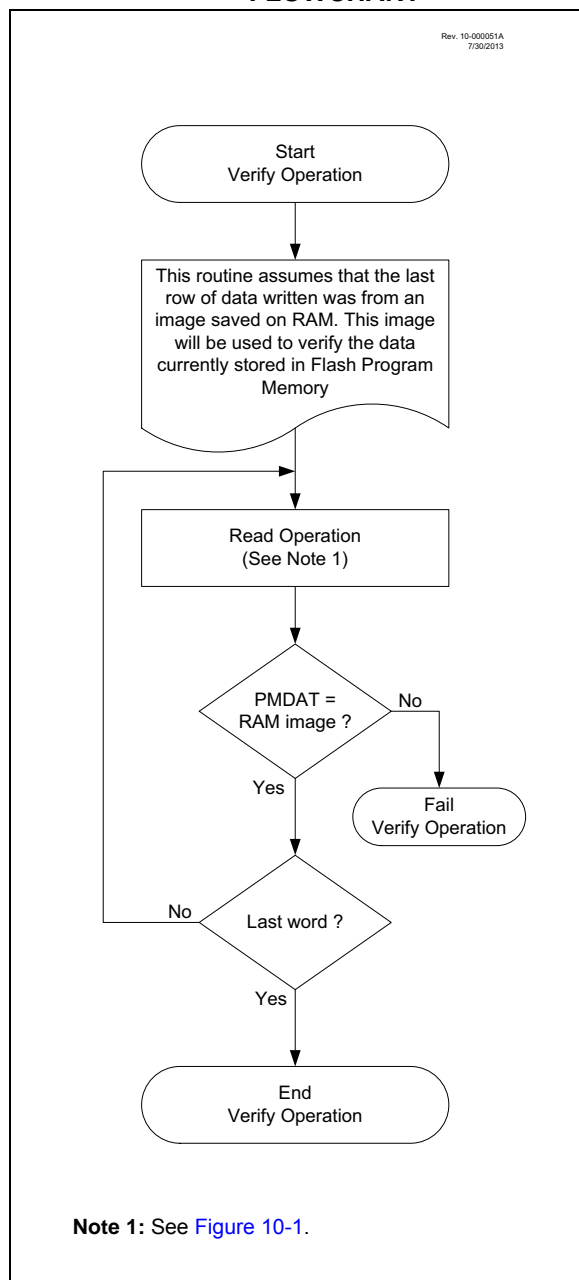 FLOWCHART
Rev. 10-000051A
7/30/2013
Start
Verify Operation
This routine assumes that the last
row of data written was from an
image saved on RAM. This image
will be used to verify the data
currently stored in Flash Program
Memory
Read Operation
(See Note 1)
PMDAT =
RAM image ?
No
Yes
Fail
Verify Operation
Last word ?
No
Yes
End
Verify Operation
Note 1: See Figure 10-1.